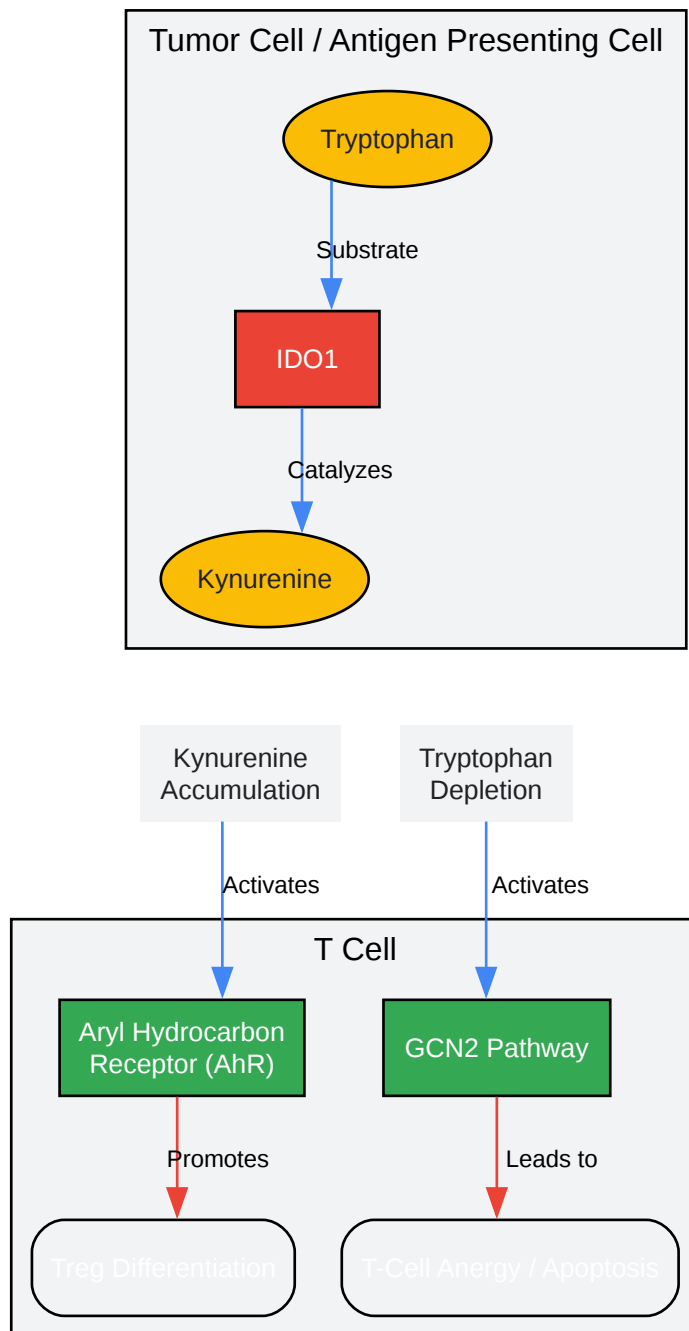 Tumor Cell / Antigen Presenting Cell
Tryptophan
Substrate
IDO1
Catalyzes
Kynurenine
Kynurenine
Accumulation
Tryptophan
Depletion
Activates
Activates
T Cell
Aryl Hydrocarbon
Receptor (AhR)
GCN2 Pathway
Promotes
Leads to
Treg Differentiation
T-Cell Anergy / Apoptosis